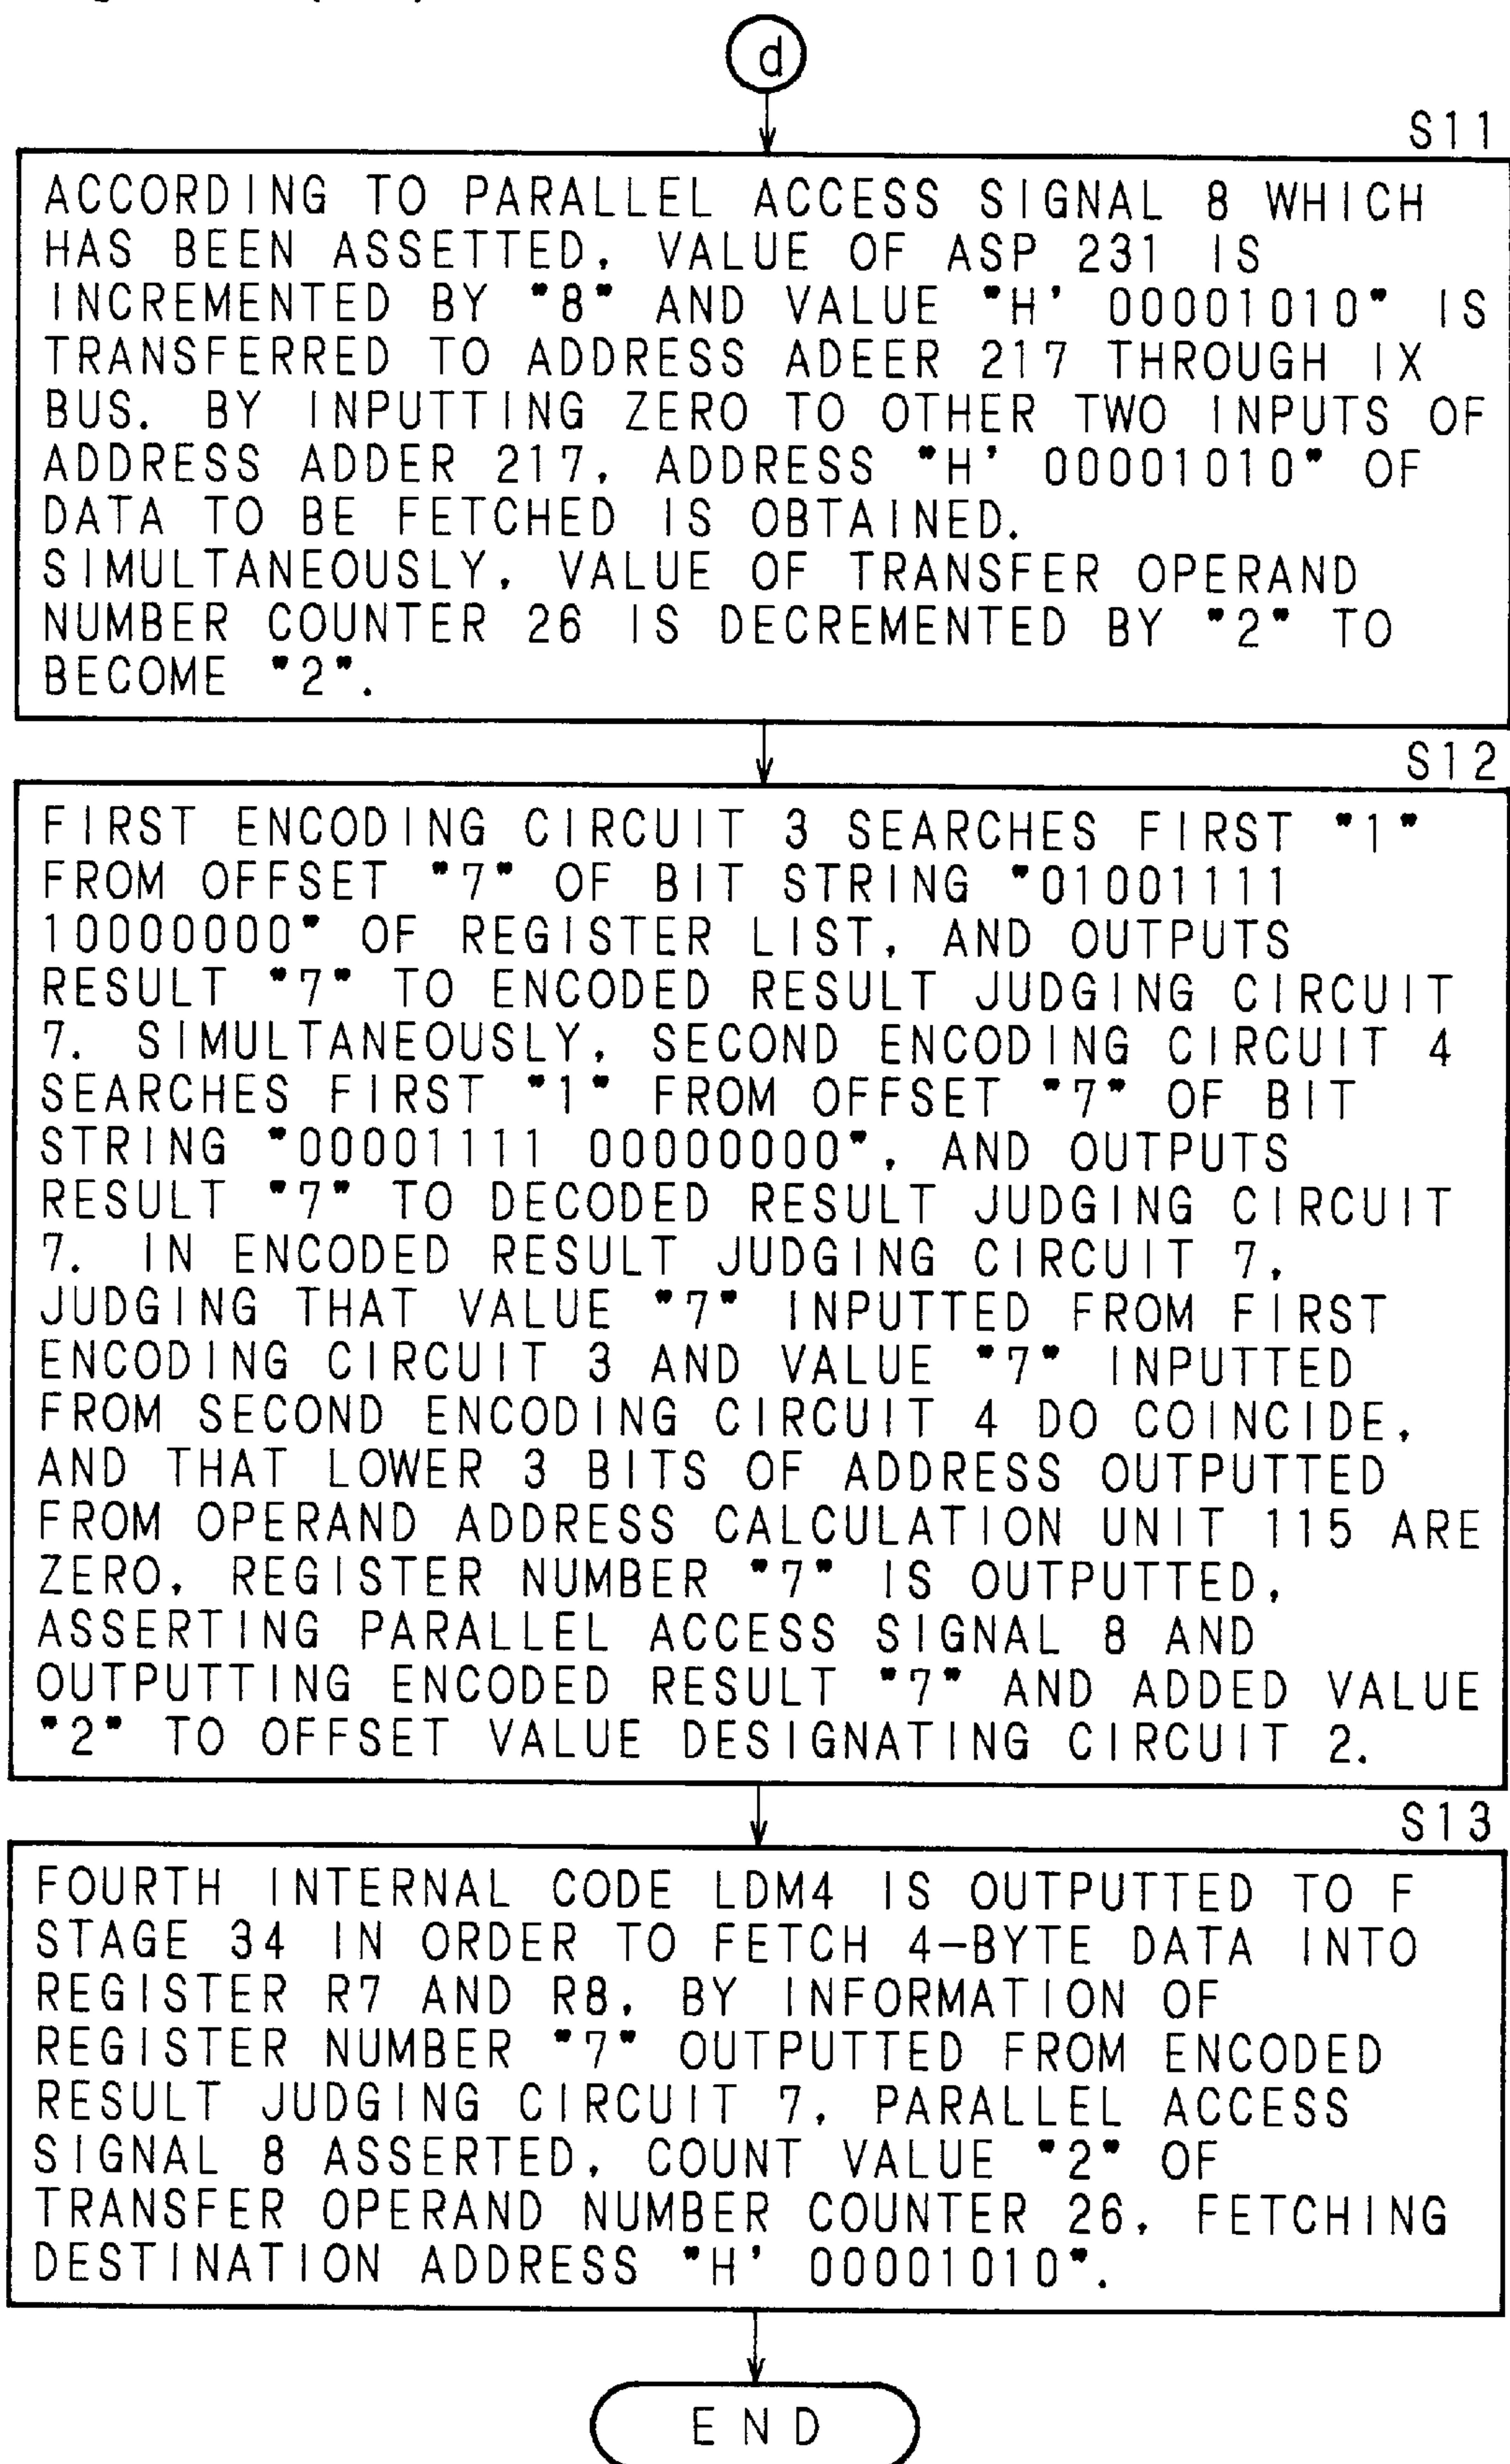 d
S11
ACCORDING TO PARALLEL ACCESS SIGNAL 8 WHICH
HAS BEEN ASSETTED, VALUE OF ASP 231 IS
INCREMENTED BY "8" AND VALUE "H' 00001010" IS
TRANSFERRED TO ADDRESS ADEER 217 THROUGH IX
BUS. BY INPUTTING ZERO TO OTHER TWO INPUTS OF
ADDRESS ADDER 217, ADDRESS "H' 00001010" OF
DATA TO BE FETCHED IS OBTAINED.
SIMULTANEOUSLY, VALUE OF TRANSFER OPERAND
NUMBER COUNTER 26 IS DECREMENTED BY "2" TO
BECOME "2".
S12
FIRST ENCODING CIRCUIT 3 SEARCHES FIRST "1"
FROM OFFSET "7" OF BIT STRING "01001111
10000000" OF REGISTER LIST, AND OUTPUTS
RESULT "7" TO ENCODED RESULT JUDGING CIRCUIT
7. SIMULTANEOUSLY, SECOND ENCODING CIRCUIT 4
SEARCHES FIRST "1" FROM OFFSET "7" OF BIT
STRING "00001111 00000000", AND OUTPUTS
RESULT "7" TO DECODED RESULT JUDGING CIRCUIT
7. IN ENCODED RESULT JUDGING CIRCUIT 7,
JUDGING THAT VALUE "7" INPUTTED FROM FIRST
ENCODING CIRCUIT 3 AND VALUE "7" INPUTTED
FROM SECOND ENCODING CIRCUIT 4 DO COINCIDE,
AND THAT LOWER 3 BITS OF ADDRESS OUTPUTTED
FROM OPERAND ADDRESS CALCULATION UNIT 115 ARE
ZERO, REGISTER NUMBER "7" IS OUTPUTTED,
ASSERTING PARALLEL ACCESS SIGNAL 8 AND
OUTPUTTING ENCODED RESULT "7" AND ADDED VALUE
"2" TO OFFSET VALUE DESIGNATING CIRCUIT 2.
S13
FOURTH INTERNAL CODE LDM4 IS OUTPUTTED TO F
STAGE 34 IN ORDER TO FETCH 4-BYTE DATA INTO
REGISTER R7 AND R8, BY INFORMATION OF
REGISTER NUMBER "7" OUTPUTTED FROM ENCODED
RESULT JUDGING CIRCUIT 7, PARALLEL ACCESS
SIGNAL 8 ASSERTED, COUNT VALUE "2" OF
TRANSFER OPERAND NUMBER COUNTER 26, FETCHING
DESTINATION ADDRESS "H' 00001010".
END